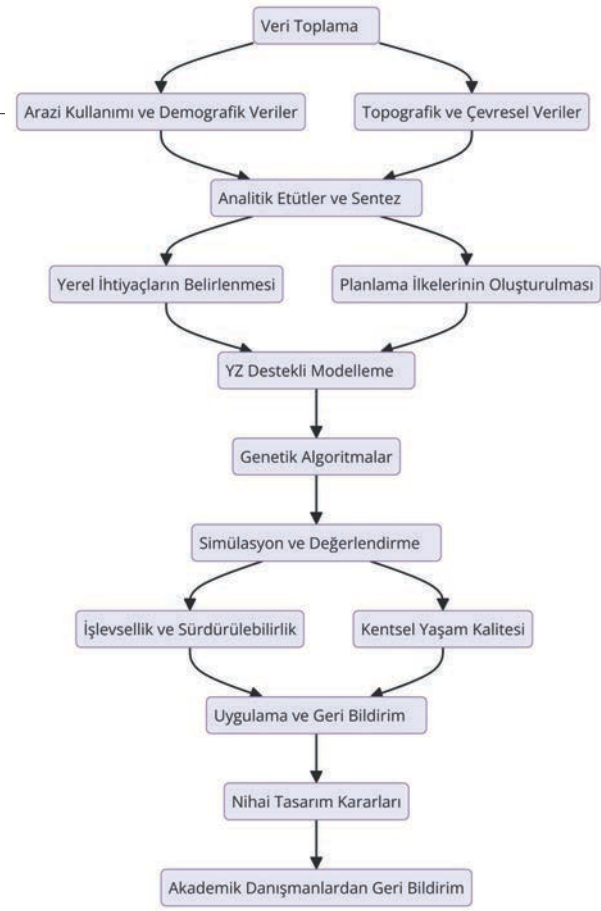 Veri Toplama
Arazi Kullanımı ve Demografik Veriler
Topografik ve Çevresel Veriler
Analitik Etütler ve Sentez
Yerel İhtiyaçların Belirlenmesi
Planlama İlkelerinin Oluşturulması
YZ Destekli Modelleme
Genetik Algoritmalar
Simülasyon ve Değerlendirme
İşlevsellik ve Sürdürülebilirlik
Kentsel Yaşam Kalitesi
Uygulama ve Geri Bildirim
Nihai Tasarım Kararları
Akademik Danışmanlardan Geri Bildirim